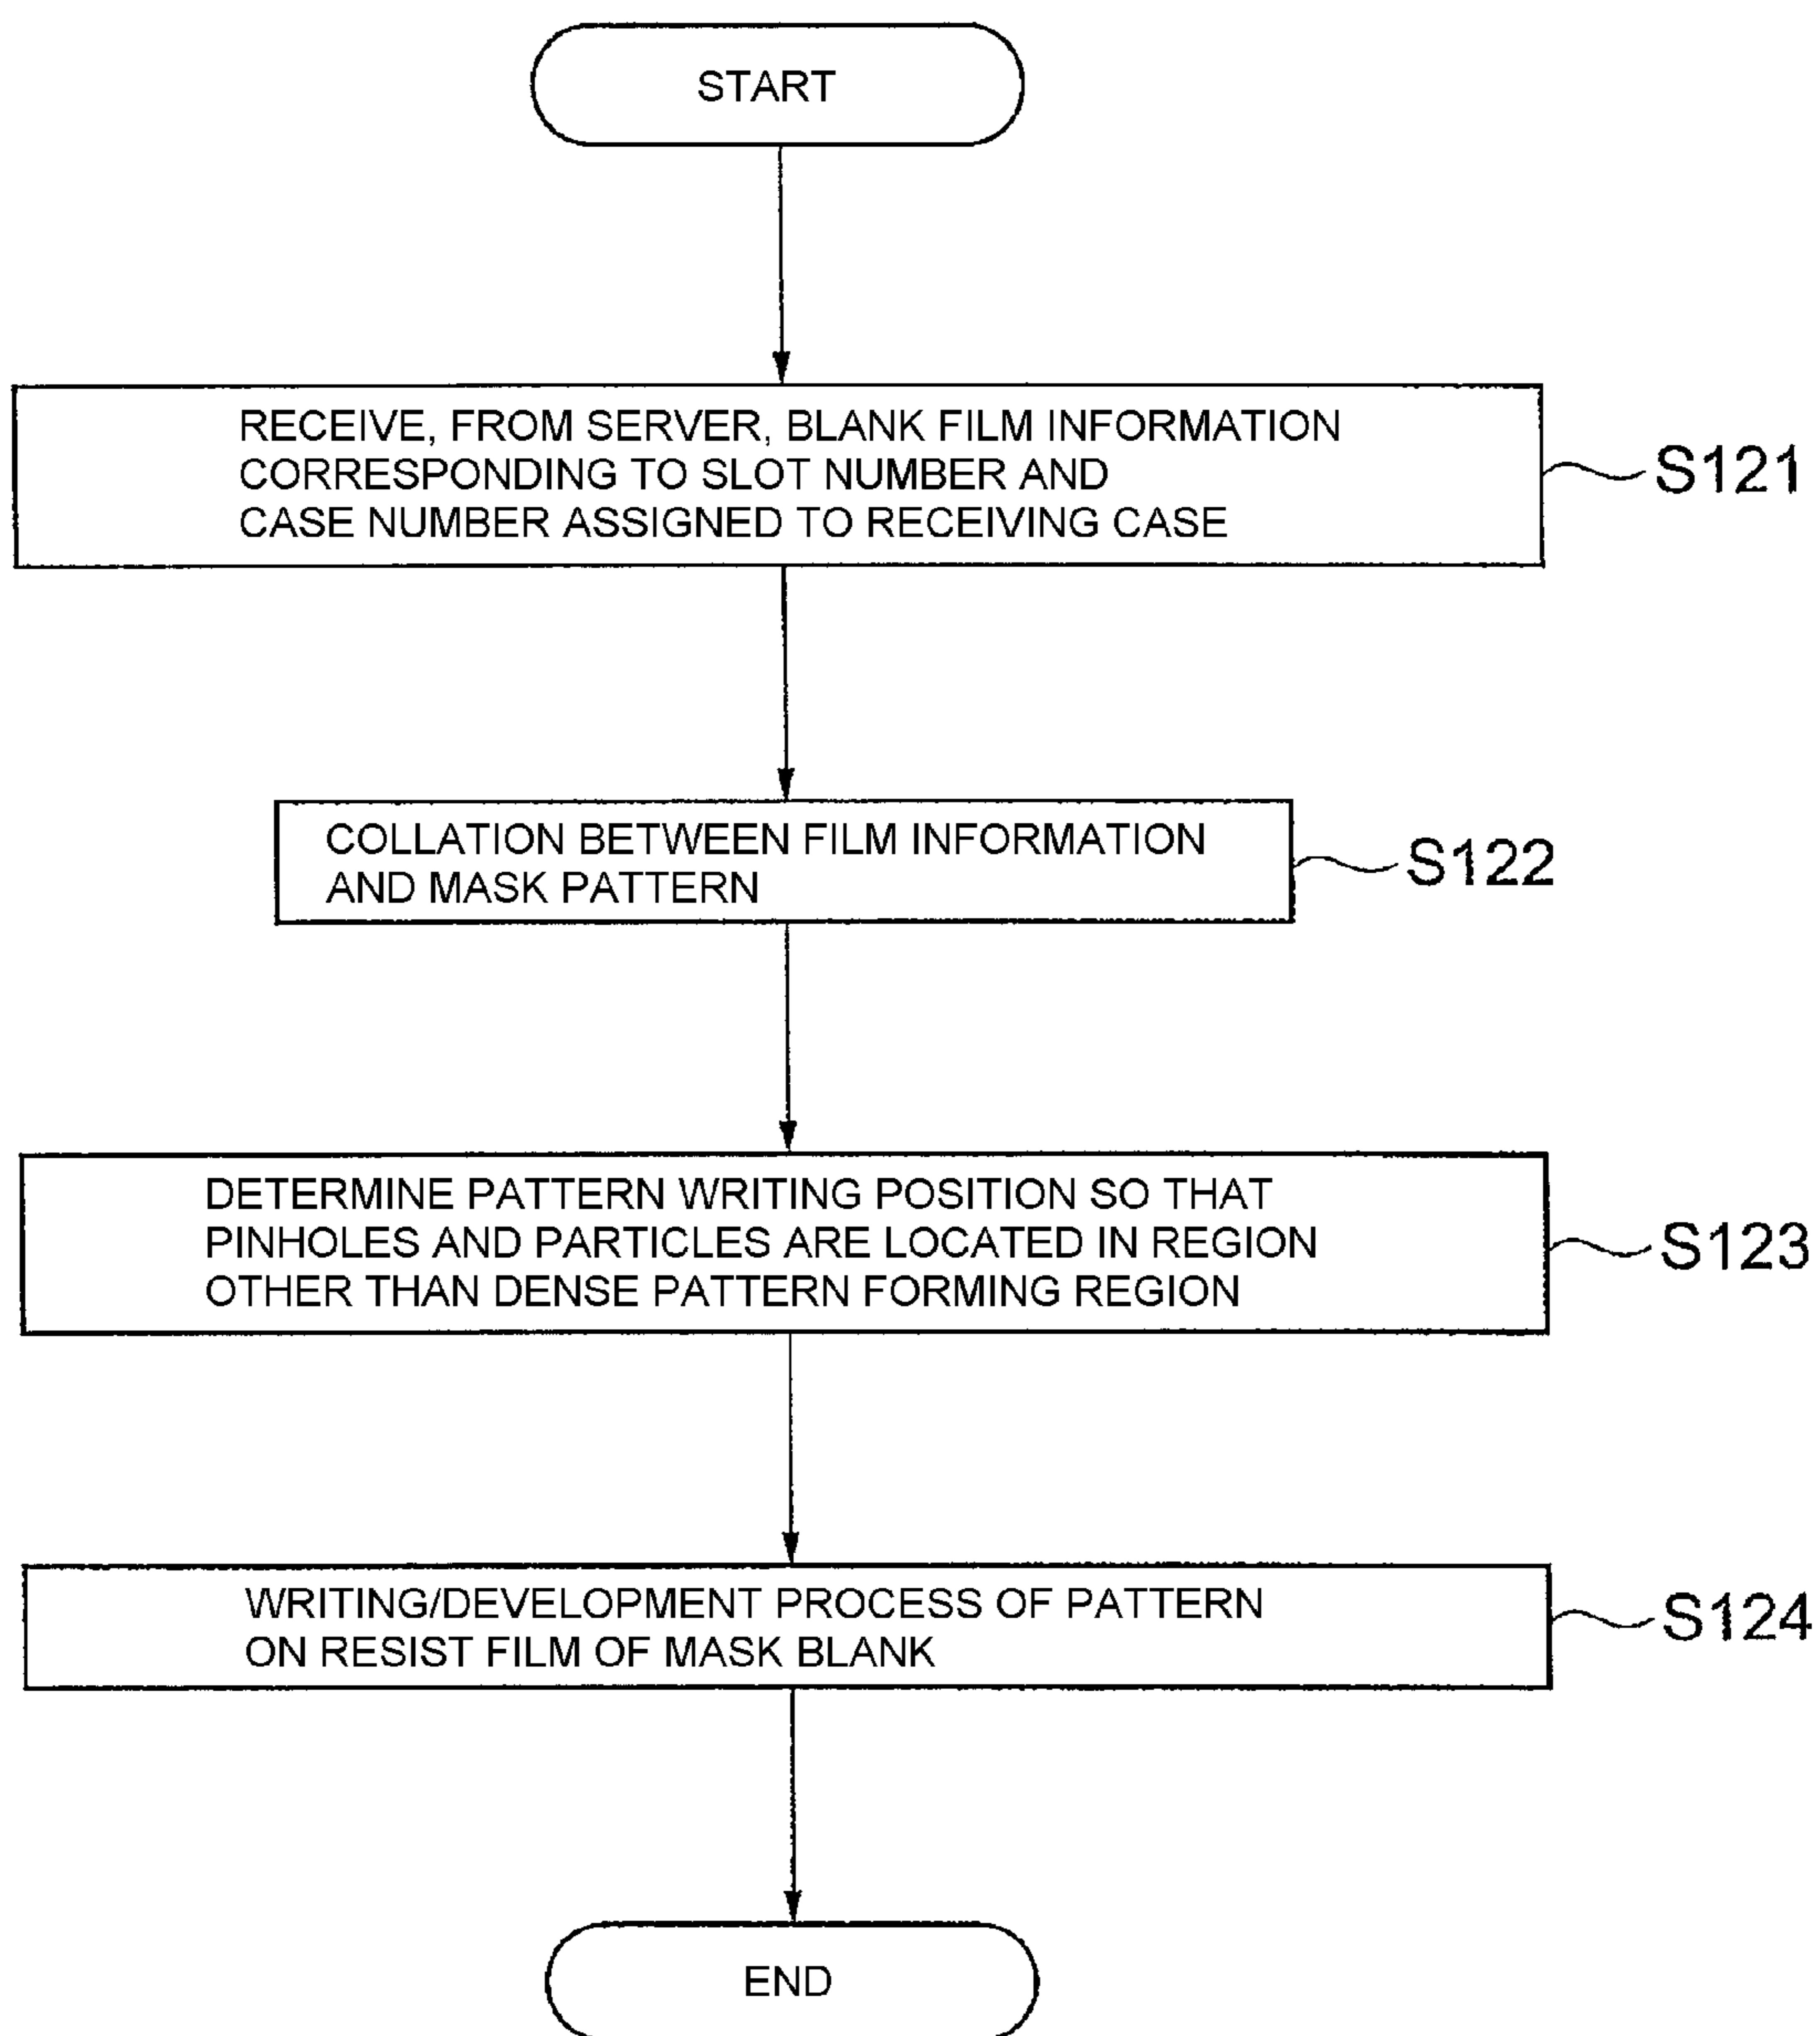 START
RECEIVE, FROM SERVER, BLANK FILM INFORMATION
CORRESPONDING TO SLOT NUMBER AND
CASE NUMBER ASSIGNED TO RECEIVING CASE
S121
COLLATION BETWEEN FILM INFORMATION
AND MASK PATTERN
S122
DETERMINE PATTERN WRITING POSITION SO THAT
PINHOLES AND PARTICLES ARE LOCATED IN REGION
OTHER THAN DENSE PATTERN FORMING REGION
S123
WRITING/DEVELOPMENT PROCESS OF PATTERN
ON RESIST FILM OF MASK BLANK
S124
END